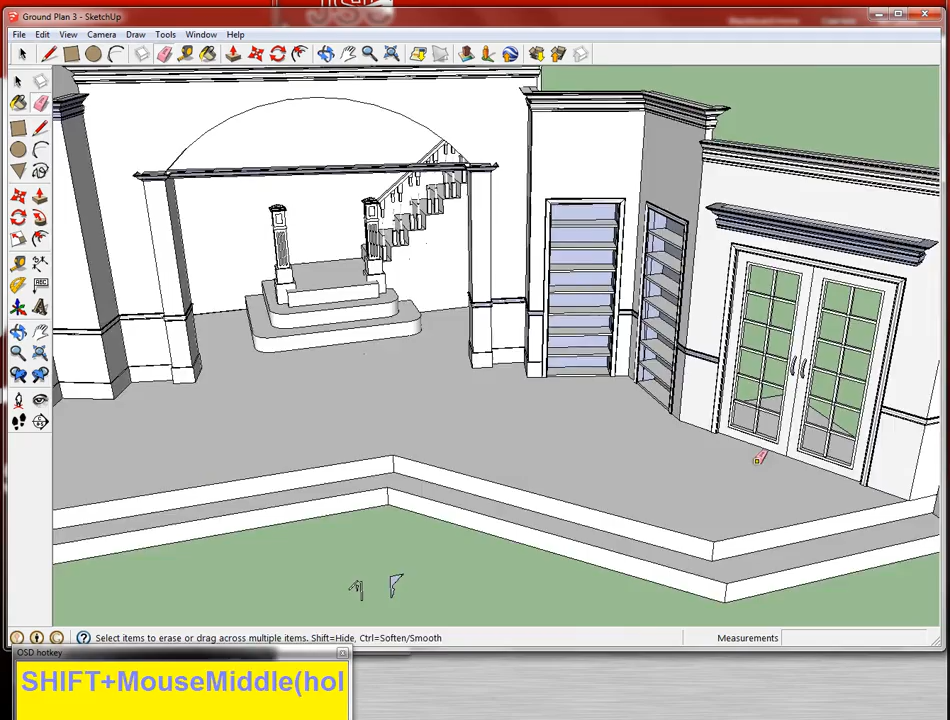 Ground Plan 3 - SketchUp
File Edit View Camera Draw Tools Window Help
Select items to erase or drag across multiple items. Shift=Hide, Ctrl=Soften/Smooth
Measurements
OSD hotkey
x
SHIFT+MouseMiddle(hol